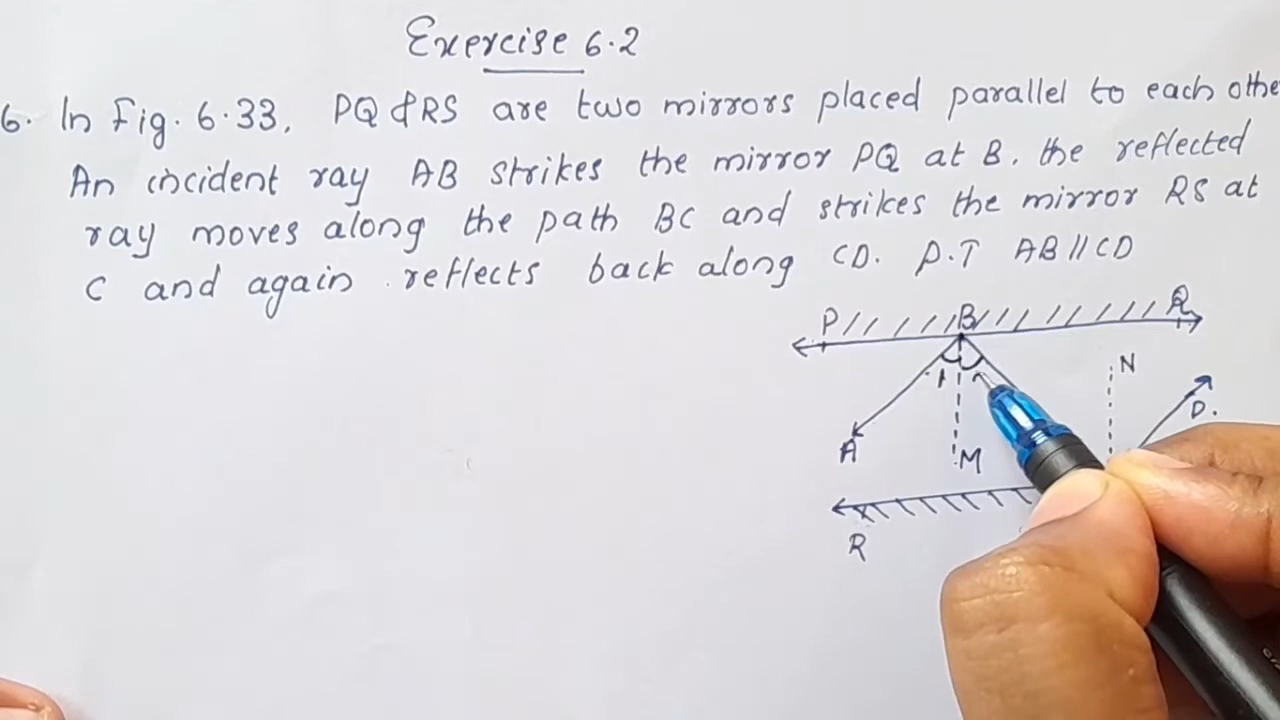 Exercise 6.2
6. In Fig. 6.33, PQ & RS are two mirrors placed parallel to each othe
An incident ray AB strikes the mirror PQ at B, the reflected
ray moves along the path BC and strikes the mirror RS at
C and again reflects back along CD. P.T AB//CD
P B Q
N
1
D.
A
M
R